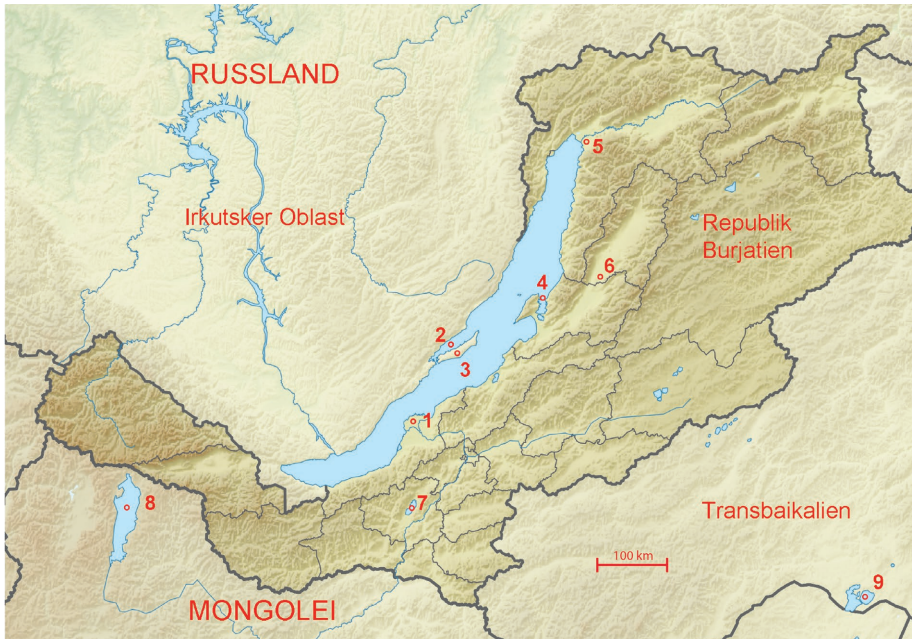 RUSSLAND
5
Irkutsker Oblast
Republik
Burjatien
6
4
2
3
1
7
8
Transbaikalien
100 km
9
MONGOLEI